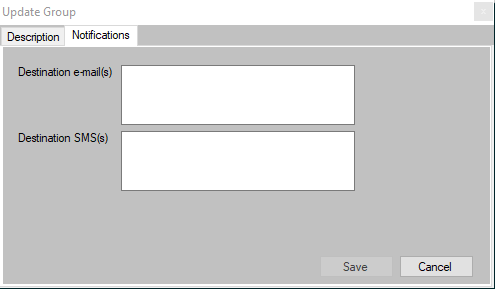 Update Group
Description Notifications
Destination e-mail(s)
Destination SMS(s)
Save Cancel